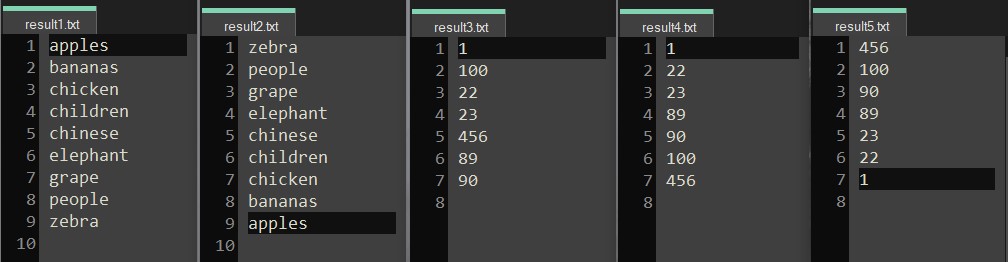 result1.txt
1 apples
2 bananas
3 chicken
4 children
5 chinese
6 elephant
7 grape
8 people
9 zebra
10
result2.txt
1 zebra
2 people
3 grape
4 elephant
5 chinese
6 children
7 chicken
8 bananas
9 apples
10
result3.txt
1 1
2 100
3 22
4 23
5 456
6 89
7 90
8
result4.txt
1 1
2 22
3 23
4 89
5 90
6 100
7 456
8
result5.txt
1 456
2 100
3 90
4 89
5 23
6 22
7 1
8